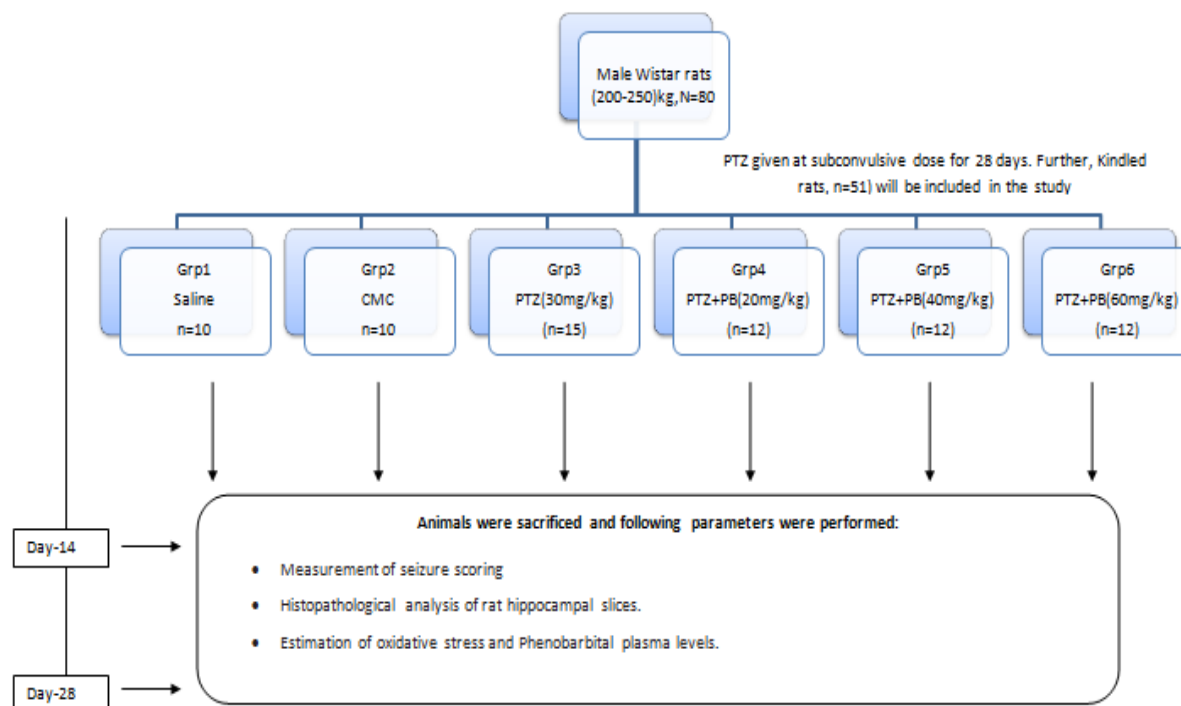 Male Wistar rats
(200-250)kg,N=80
PTZ given at subconvulsive dose for 28 days. Further, Kindled
rats, n=51) will be included in the study
Grp1
Saline
n=10
Grp2
CMC
n=10
Grp3
PTZ(30mg/kg)
(n=15)
Grp4
PTZ+PB(20mg/kg)
(n=12)
Grp5
PTZ+PB(40mg/kg)
(n=12)
Grp6
PTZ+PB(60mg/kg)
(n=12)
Animals were sacrificed and following parameters were performed:
Day-14
• Measurement of seizure scoring
• Histopathological analysis of rat hippocampal slices.
• Estimation of oxidative stress and Phenobarbital plasma levels.
Day-28